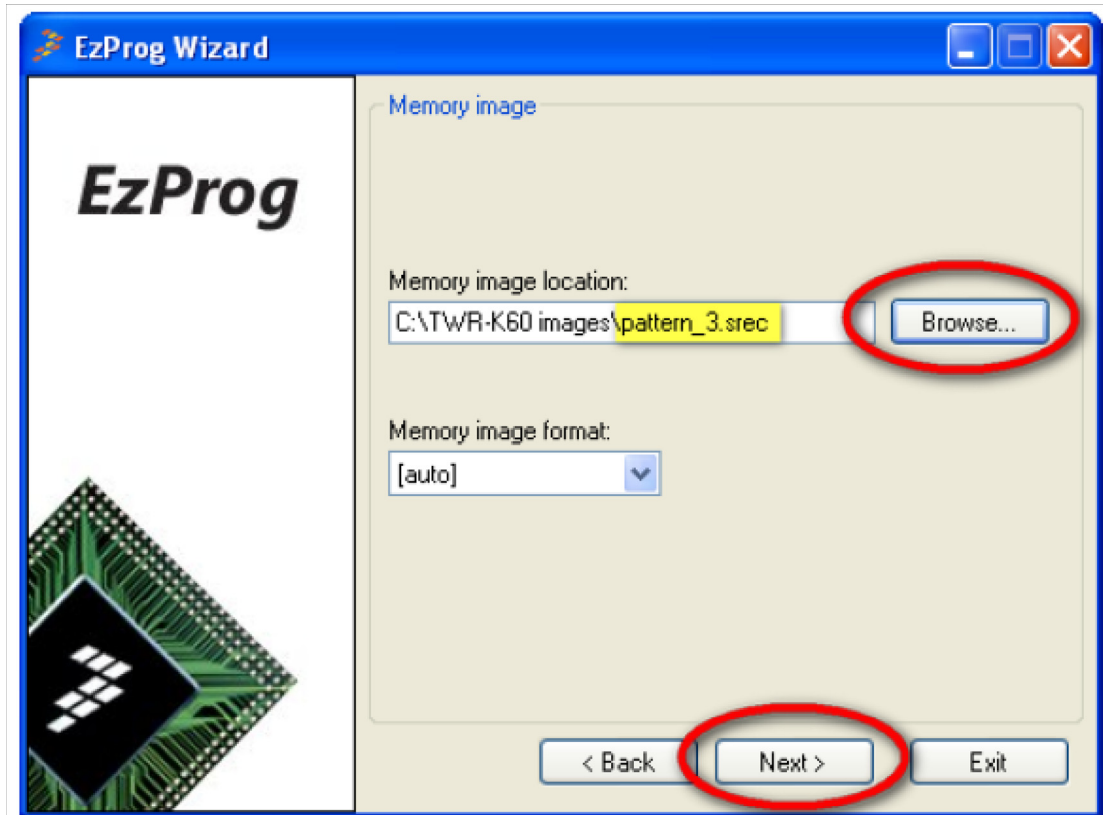 EzProg Wizard
EzProg
Memory image
Memory image location:
C:\TWR-K60 images\pattern_3.srec
Browse...
Memory image format:
[auto]
< Back
Next >
Exit